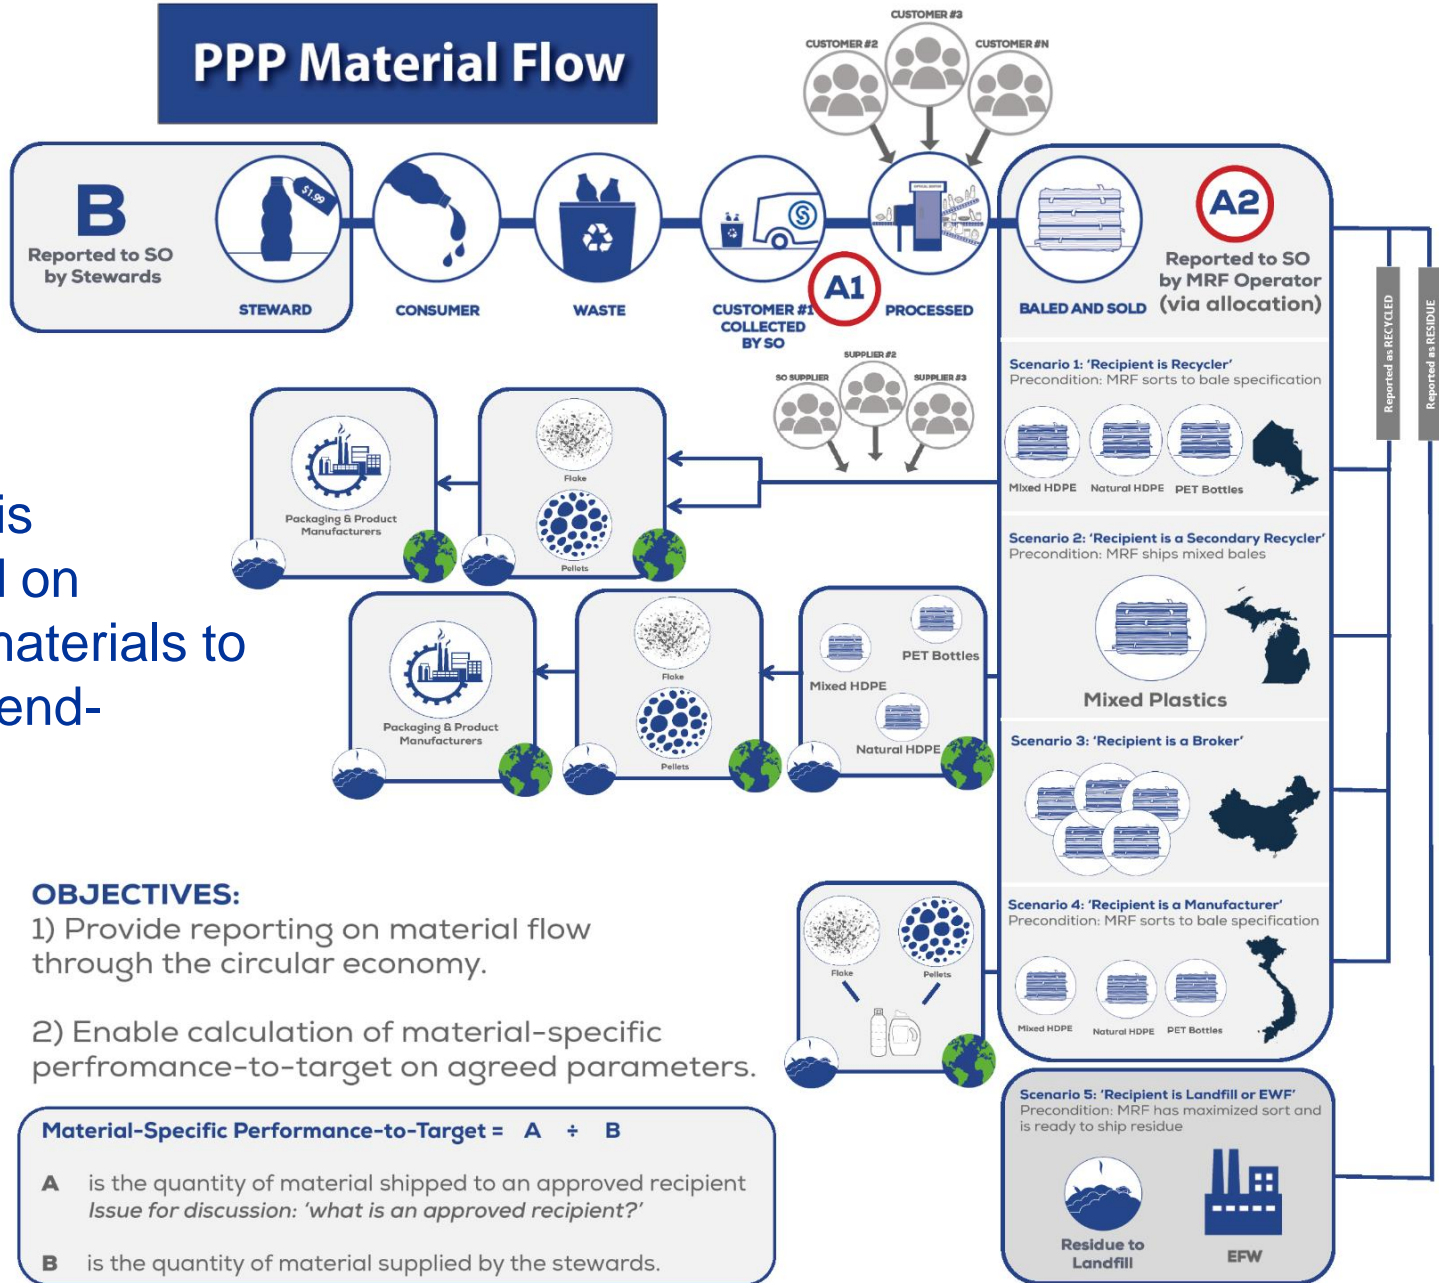 PPP Material Flow
CUSTOMER #3
CUSTOMER #2
CUSTOMER #N
B
Reported to SO
by Stewards
$1.99
STEWARD
CONSUMER
WASTE
CUSTOMER #1
COLLECTED
BY SO
A1
PROCESSED
BALED AND SOLD
A2
Reported to SO
by MRF Operator
(via allocation)
Reported as RECYCLED
Reported as RESIDUE
SO SUPPLIER
SUPPLIER #2
SUPPLIER #3
Scenario 1: 'Recipient is Recycler'
Precondition: MRF sorts to bale specification
Mixed HDPE
Natural HDPE
PET Bottles
Packaging & Product
Manufacturers
Flake
Pellets
is
on
materials to
end-
Scenario 2: 'Recipient is a Secondary Recycler'
Precondition: MRF ships mixed bales
Mixed Plastics
Packaging & Product
Manufacturers
Flake
Pellets
PET Bottles
Mixed HDPE
Natural HDPE
Scenario 3: 'Recipient is a Broker'
Scenario 4: 'Recipient is a Manufacturer'
Precondition: MRF sorts to bale specification
Mixed HDPE
Natural HDPE
PET Bottles
Flake
Pellets
OBJECTIVES:
1) Provide reporting on material flow
through the circular economy.
2) Enable calculation of material-specific
perfromance-to-target on agreed parameters.
Material-Specific Performance-to-Target = A ÷ B
A is the quantity of material shipped to an approved recipient
Issue for discussion: 'what is an approved recipient?'
B is the quantity of material supplied by the stewards.
Scenario 5: 'Recipient is Landfill or EWF'
Precondition: MRF has maximized sort and
is ready to ship residue
Residue to
Landfill
EFW